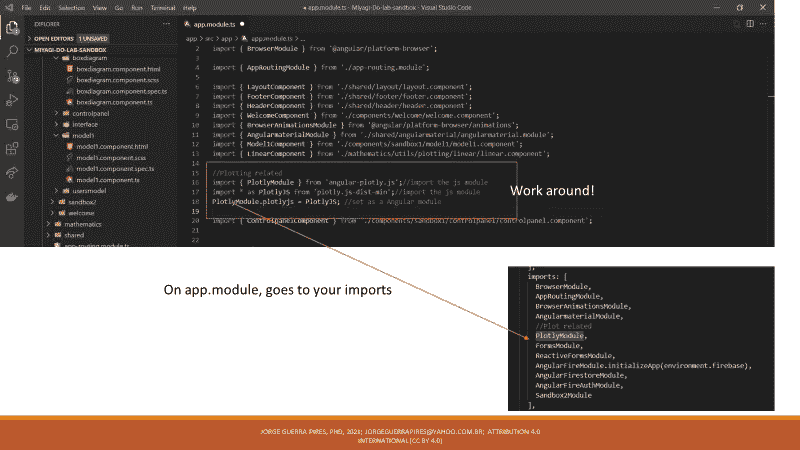 File Edit Selection View Go Run Terminal Help
● app.module.ts - Miyagi-Do-lab-sandbox - Visual Studio Code
EXPLORER
OPEN EDITORS 1 UNSAVED
MIYAGI-DO-LAB-SANDBOX
boxdiagram
boxdiagram.component.html
boxdiagram.component.scss
boxdiagram.component.spec.ts
boxdiagram.component.ts
controlpanel
interface
model1
model1.component.html
model1.component.scss
model1.component.spec.ts
model1.component.ts
usersmodel
sandbox2
welcome
mathematics
shared
app-routing.module.ts
app.module.ts ●
app > src > app > app.module.ts > ...
2 import { BrowserModule } from '@angular/platform-browser';
3
4 import { AppRoutingModule } from './app-routing.module';
5
6 import { LayoutComponent } from './shared/layout/layout.component';
7 import { FooterComponent } from './shared/footer/footer.component';
8 import { HeaderComponent } from './shared/header/header.component';
9 import { WelcomeComponent } from './components/welcome/welcome.component';
10 import { BrowserAnimationsModule } from '@angular/platform-browser/animations';
11 import { AngularmaterialModule } from './shared/angularmaterial/angularmaterial.module';
12 import { Model1Component } from './components/sandbox1/model1/model1.component';
13 import { LinearComponent } from './mathematics/utils/plotting/linear/linear.component';
14
15 //Plotting related
16 import { PlotlyModule } from 'angular-plotly.js';//import the js module
17 import * as PlotlyJS from 'plotly.js-dist-min';//import the js module
18 PlotlyModule.plotlyjs = PlotlyJS; //set as a Angular module
19
20 import { ControlpanelComponent } from './components/sandbox1/controlpanel/controlpanel.component';
21
22
Work around!
On app.module, goes to your imports
],
imports: [
BrowserModule,
AppRoutingModule,
BrowserAnimationsModule,
AngularmaterialModule,
//Plot related
PlotlyModule,
FormsModule,
ReactiveFormsModule,
AngularFireModule.initializeApp(environment.firebase),
AngularFirestoreModule,
AngularFireAuthModule,
Sandbox2Module
],
JORGE GUERRA PIRES, PHD, 2021; JORGEGUERRAPIRES@YAHOO.COM.BR; ATTRIBUTION 4.0
INTERNATIONAL (CC BY 4.0)